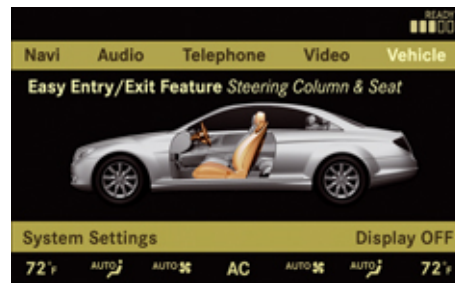 READY
Navi Audio Telephone Video Vehicle
Easy Entry/Exit Feature Steering Column & Seat
System Settings Display OFF
72°F AUTO AUTO AC AUTO AUTO 72°F